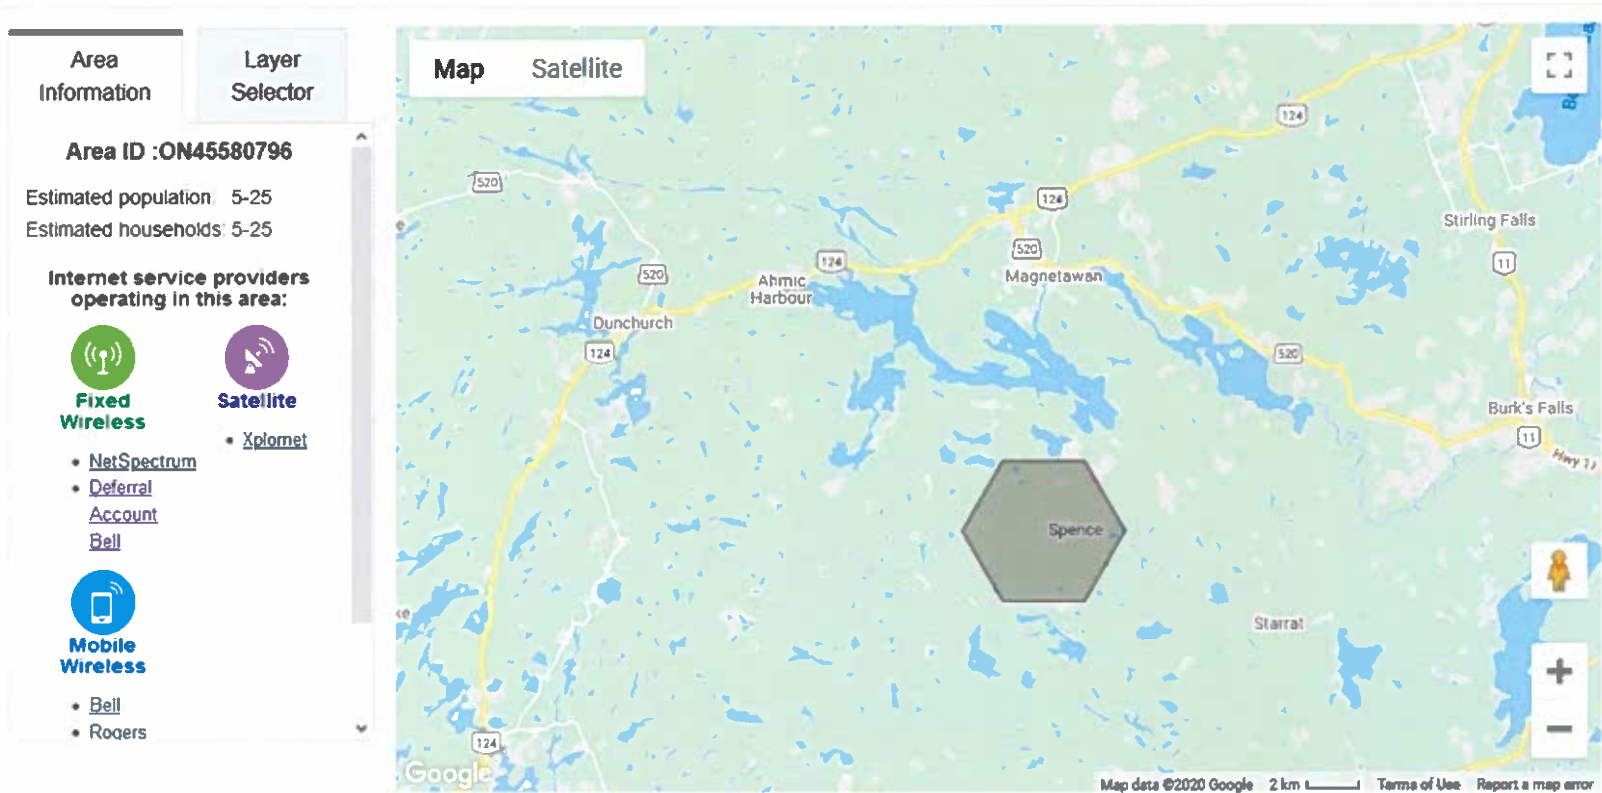 Area
Information
Layer
Selector
Area ID :ON45580796
Estimated population: 5-25
Estimated households: 5-25
Internet service providers
operating in this area:
Fixed
Wireless
NetSpectrum
Deferral
Account
Bell
Satellite
Xplornet
Mobile
Wireless
Bell
Rogers
Map
Satellite
124
520
124
Stirling Falls
520
11
124
520
Magnetawan
Ahmic
Harbour
Dunchurch
124
520
Burk's Falls
11
Hwy 11
Spence
Starrat
124
Google
Map data ©2020 Google
2 km
Terms of Use
Report a map error